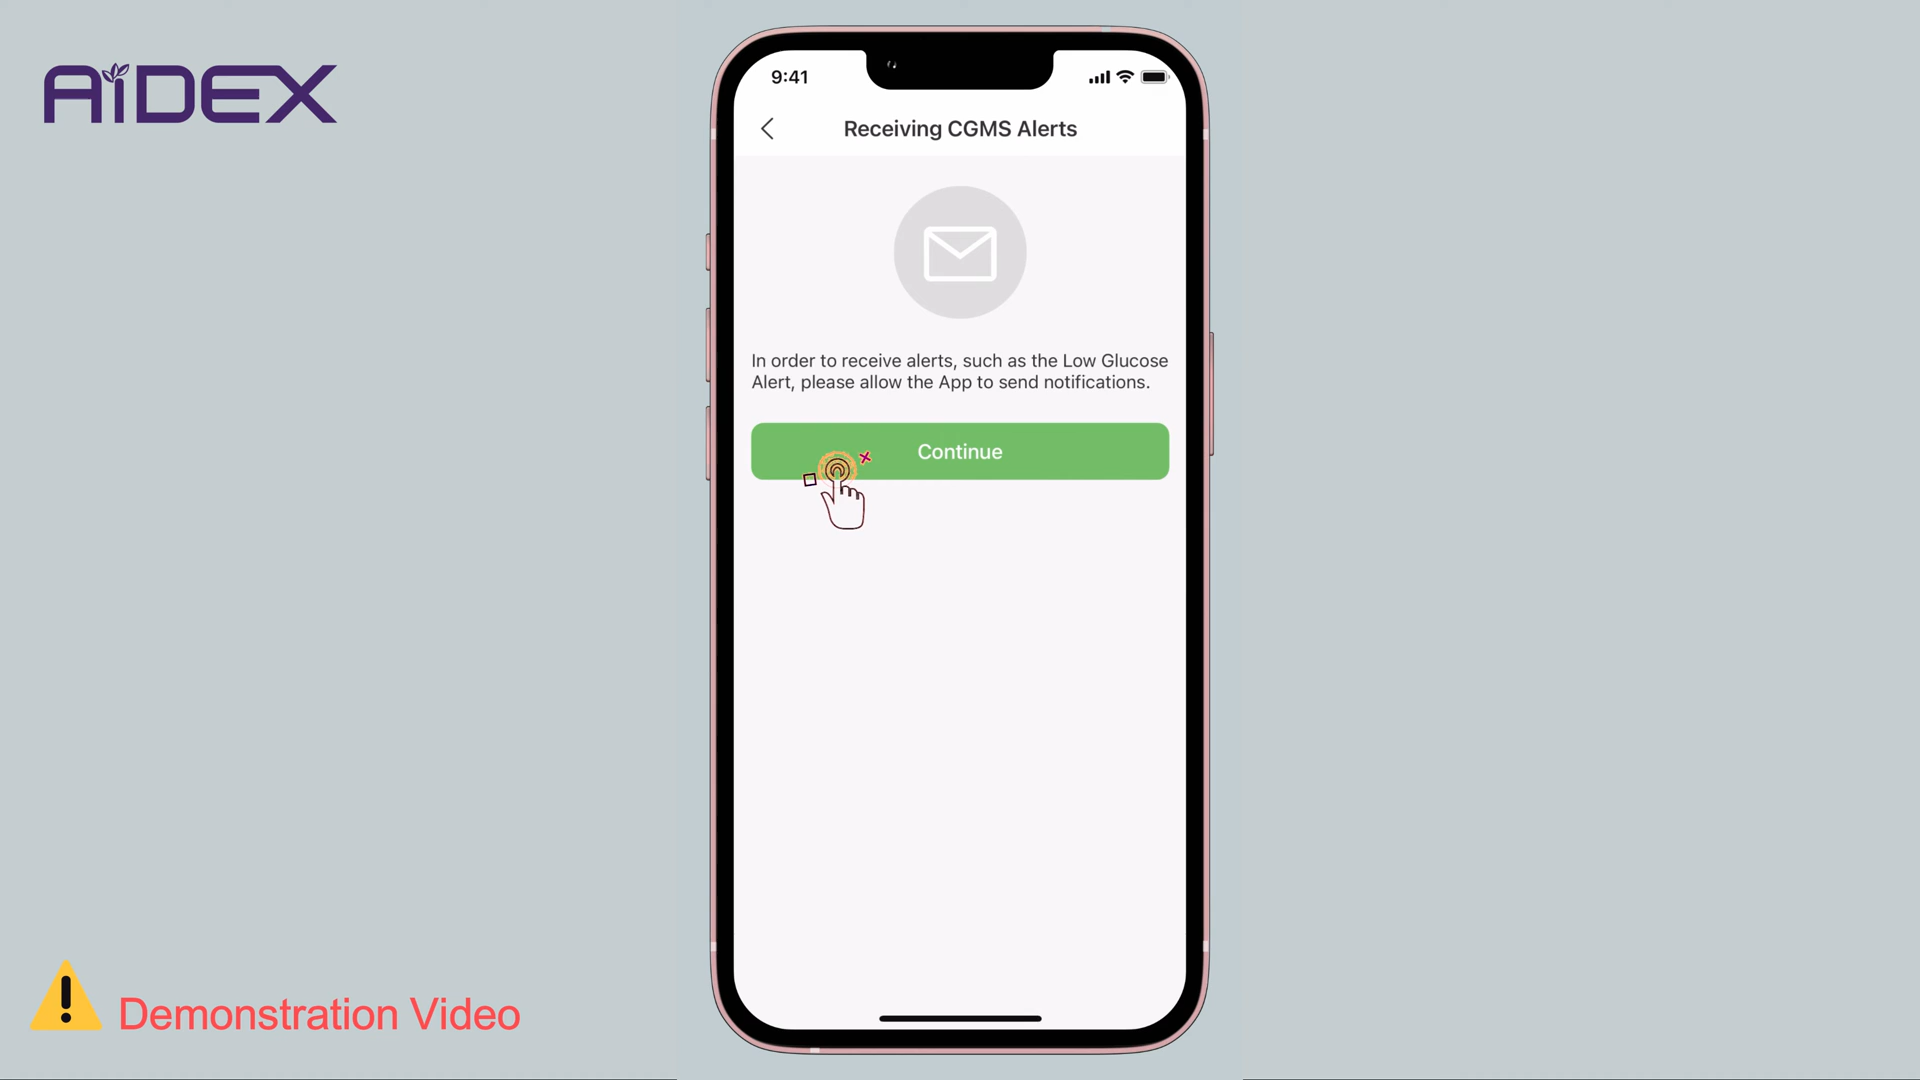 AiDEX
9:41
Receiving CGMS Alerts
In order to receive alerts, such as the Low Glucose
Alert, please allow the App to send notifications.
Continue
Demonstration Video